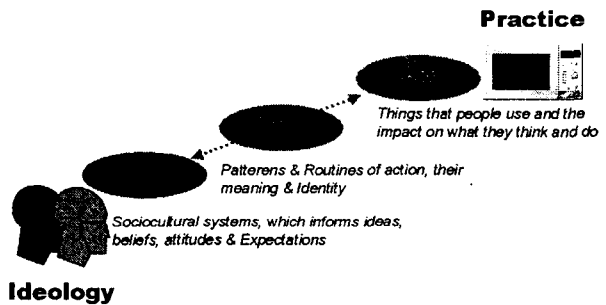 Practice
Things that people use and the
impact on what they think and do
Patterens & Routines of action, their
meaning & Identity
Sociocultural systems, which informs ideas,
beliefs, attitudes & Expectations
Ideology